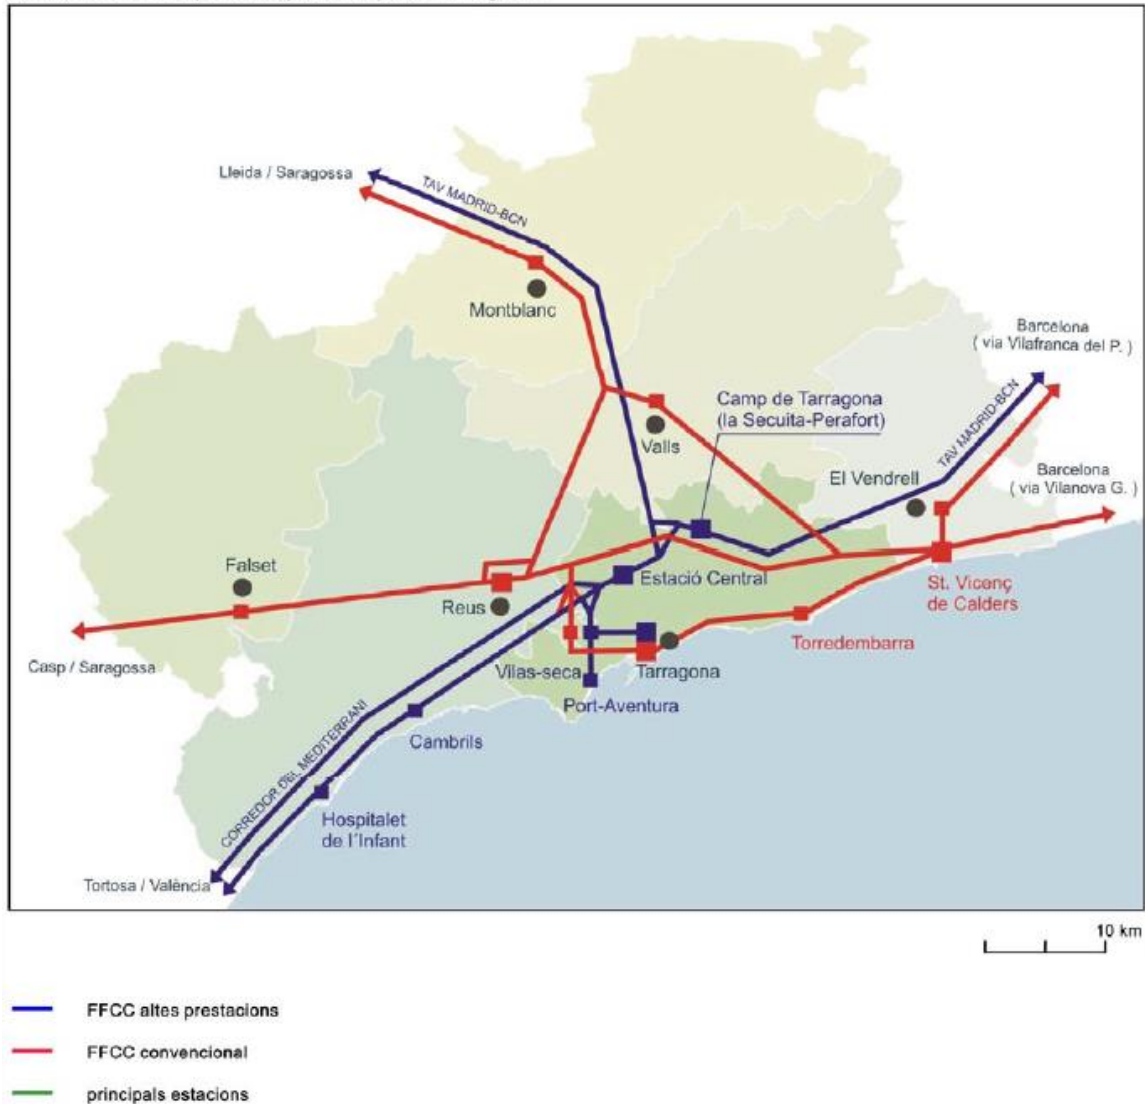 Lleida / Saragossa
TAV MADRID-BCN
Montblanc
Barcelona
( via Vilafranca del P. )
Camp de Tarragona
(la Secuita-Perafort)
Valls
TAV MADRID-BCN
El Vendrell
Barcelona
( via Vilanova G. )
Falset
Reus
Estació Central
St. Vicenç
de Calders
Casp / Saragossa
Vilas-seca
Tarragona
Torredembarra
Port-Aventura
Cambrils
CORREDOR DEL MEDITERRANI
Hospitalet
de l´Infant
Tortosa / València
10 km
FFCC altes prestacions
FFCC convencional
principals estacions